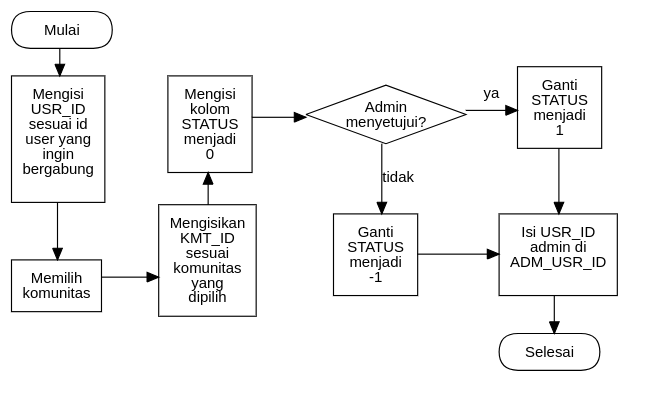 Mulai
Mengisi
USR_ID
sesuai id
user yang
ingin
bergabung
Memilih
komunitas
Mengisikan
KMT_ID
sesuai
komunitas
yang
dipilih
Mengisi
kolom
STATUS
menjadi
0
Admin
menyetujui?
ya
Ganti
STATUS
menjadi
1
tidak
Ganti
STATUS
menjadi
-1
Isi USR_ID
admin di
ADM_USR_ID
Selesai